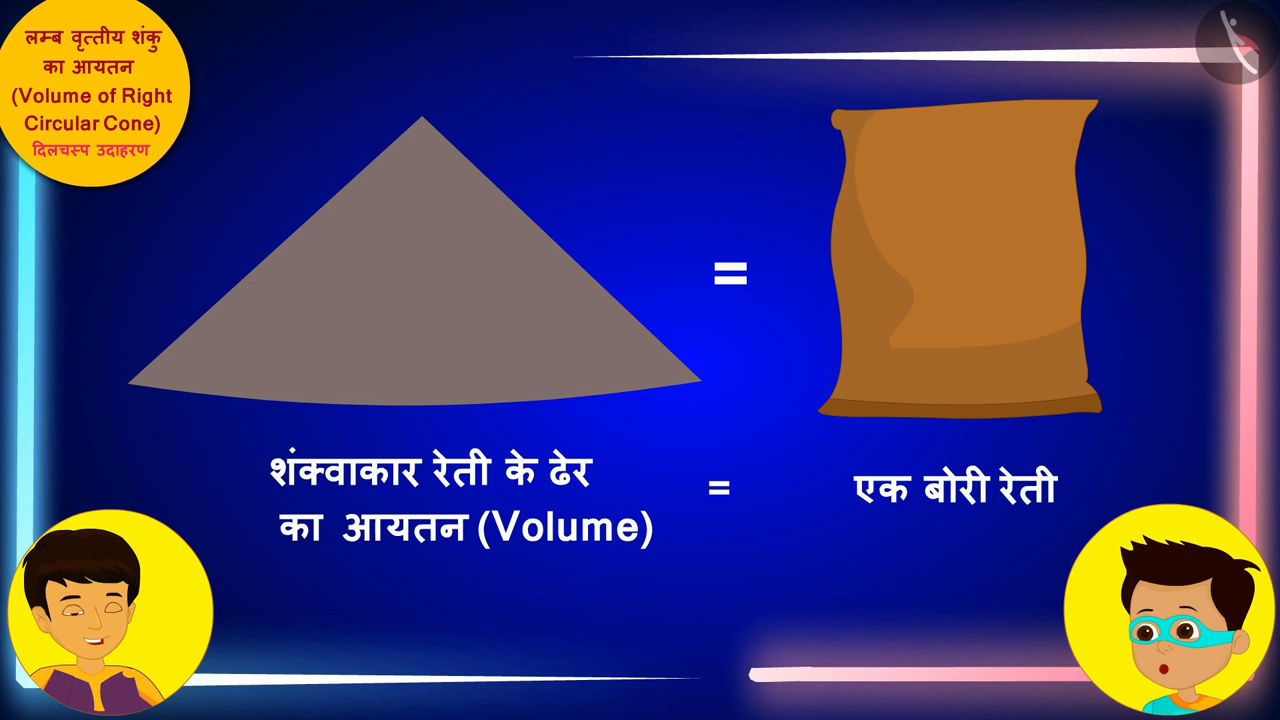 लम्ब वृत्तीय शंकु
का आयतन
(Volume of Right
Circular Cone)
दिलचस्प उदाहरण
=
शंक्वाकार रेती के ढेर
का आयतन (Volume)
=
एक बोरी रेती